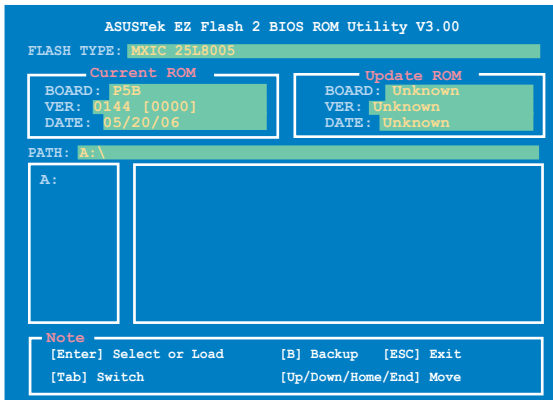 ASUSTek EZ Flash 2 BIOS ROM Utility V3.00
FLASH TYPE: MXIC 25L8005
Current ROM
BOARD: P5B
VER: 0144 [0000]
DATE: 05/20/06
Update ROM
BOARD: Unknown
VER: Unknown
DATE: Unknown
PATH: A:\
A:
Note
[Enter] Select or Load [B] Backup [ESC] Exit
[Tab] Switch [Up/Down/Home/End] Move